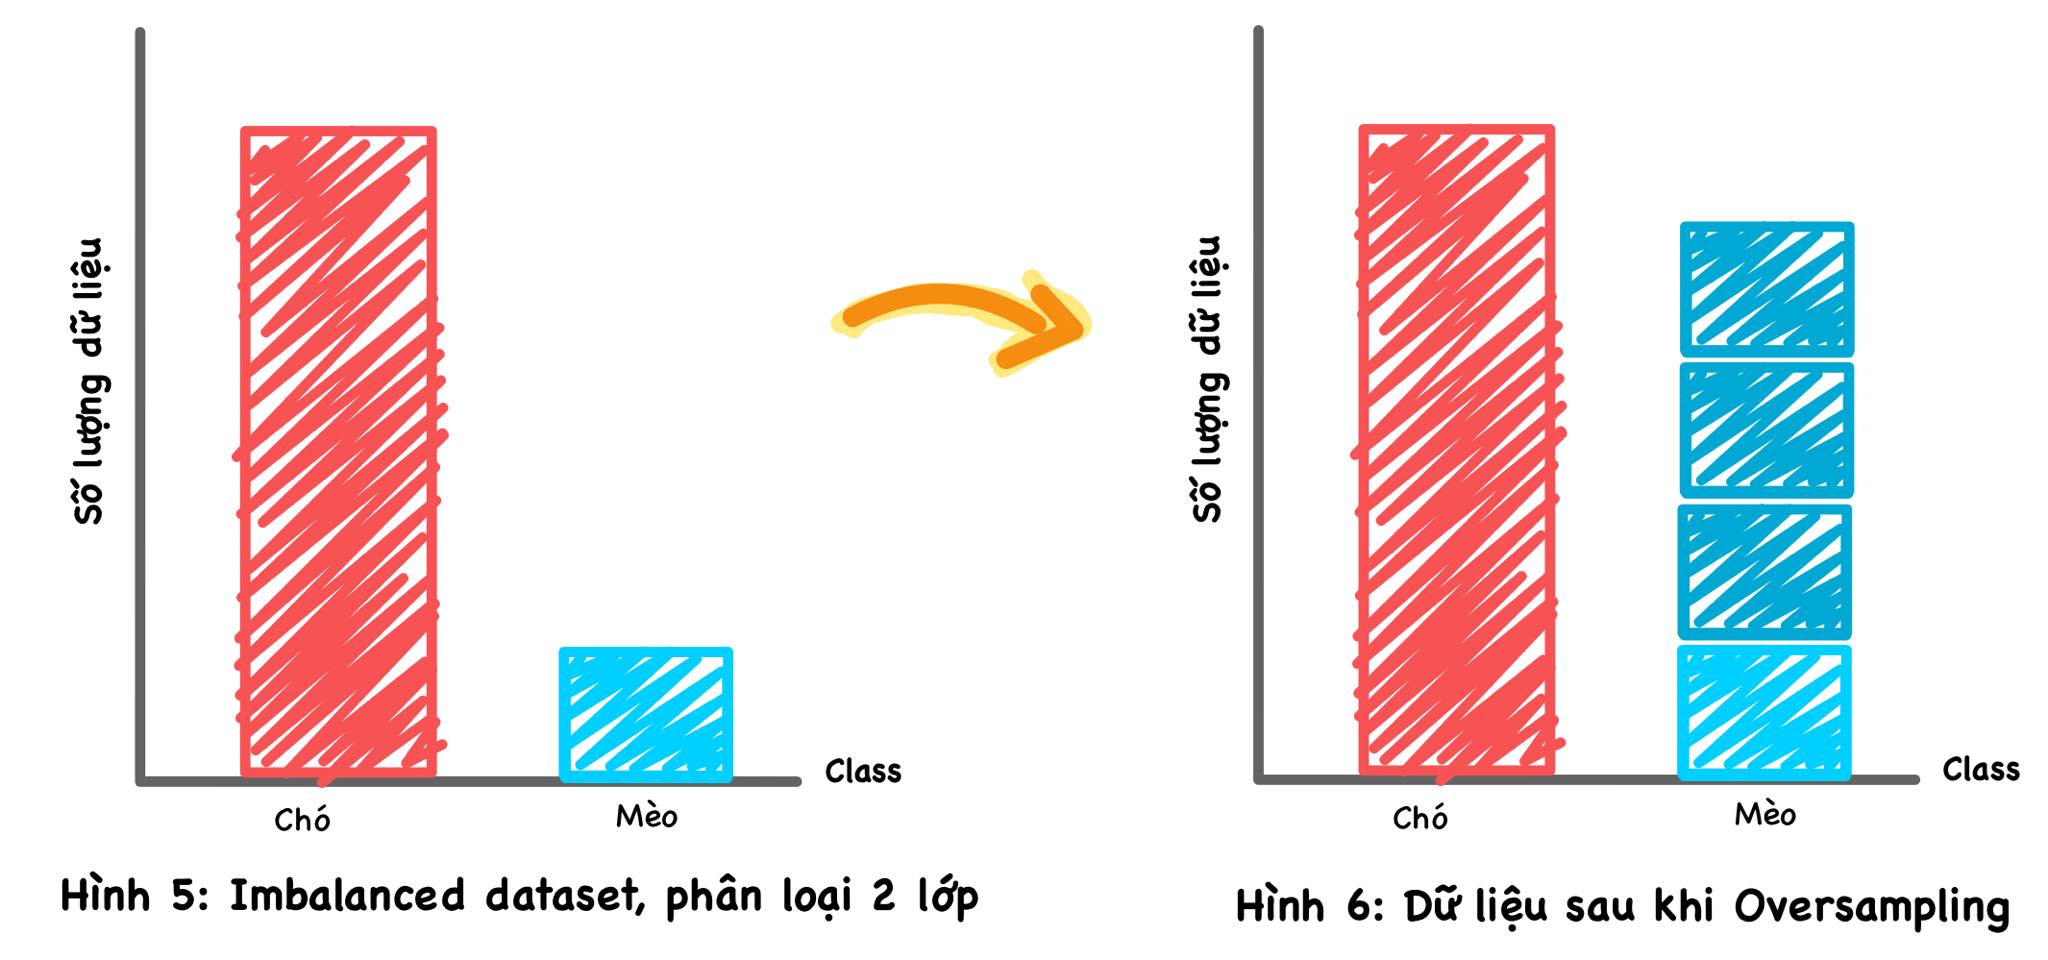 Số lượng dữ liệu
Class
Chó
Mèo
Hình 5: Imbalanced dataset, phân loại 2 lớp
Số lượng dữ liệu
Class
Chó
Mèo
Hình 6: Dữ liệu sau khi Oversampling